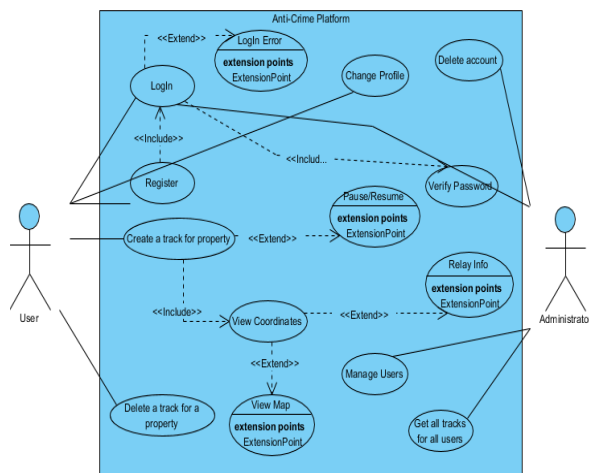 Anti-Crime Platform
<<Extend>>
LogIn Error
extension points
ExtensionPoint
Delete account
LogIn
Change Profile
<<Include>>
<<Includ...
Register
Verify Password
Pause/Resume
extension points
ExtensionPoint
Create a track for property
<<Extend>>
User
Relay Info
extension points
ExtensionPoint
Administrato
<<Include>>
View Coordinates
<<Extend>>
<<Extend>>
Manage Users
View Map
extension points
ExtensionPoint
Delete a track for a
property
Get all tracks
for all users